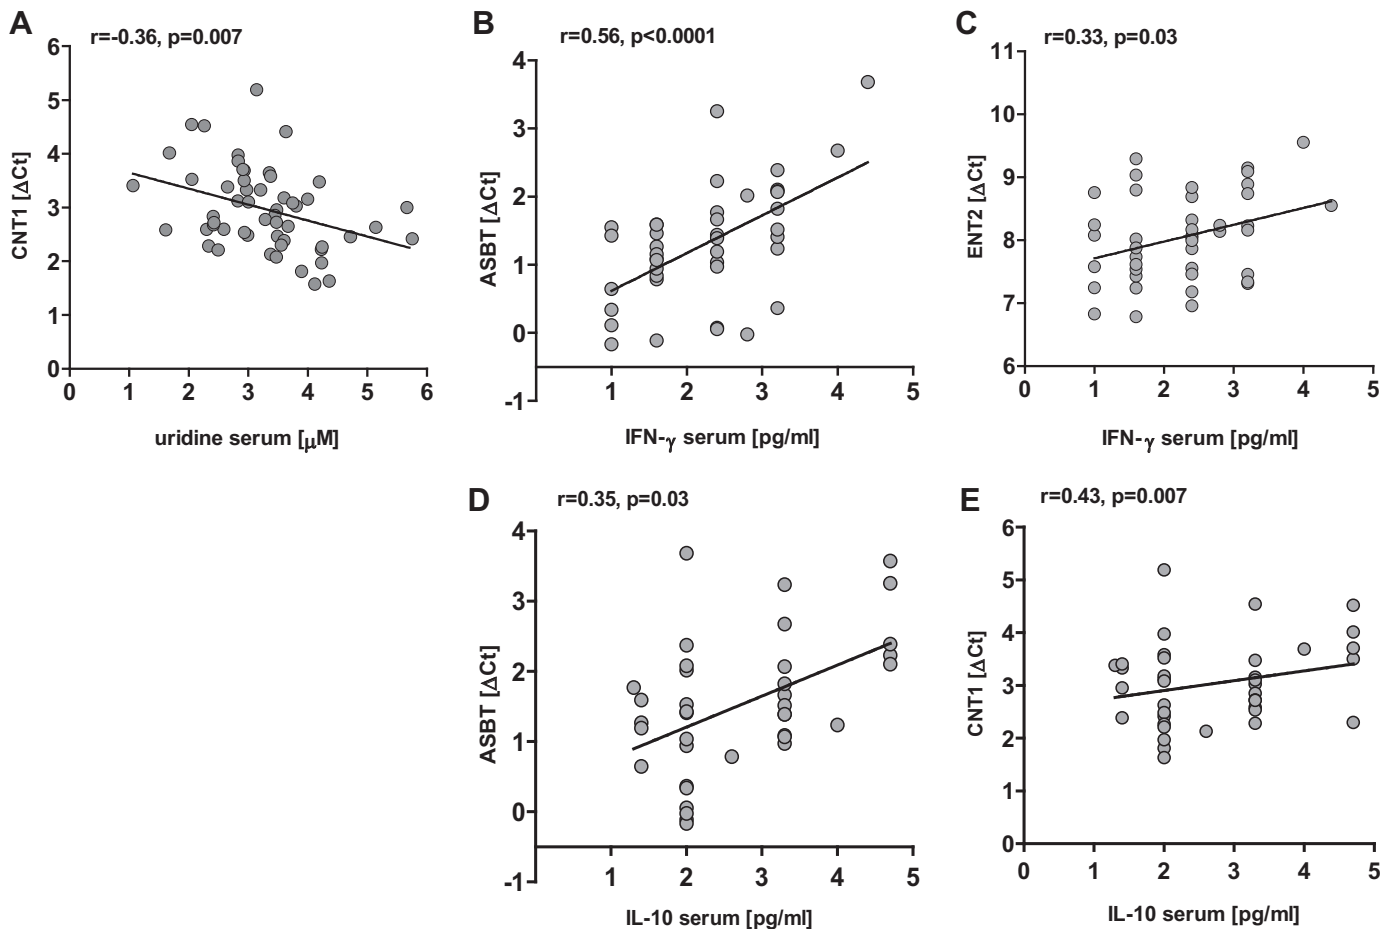 A
r=-0.36, p=0.007
CNT1 [ΔCt]
6
5
4
3
2
1
0
0 1 2 3 4 5 6
uridine serum [μM]
B
r=0.56, p<0.0001
ASBT [ΔCt]
4
3
2
1
0
-1
1 2 3 4 5
IFN-γ serum [pg/ml]
C
r=0.33, p=0.03
ENT2 [ΔCt]
11
10
9
8
7
6
0 1 2 3 4 5
IFN-γ serum [pg/ml]
D
r=0.35, p=0.03
ASBT [ΔCt]
4
3
2
1
0
-1
1 2 3 4 5
IL-10 serum [pg/ml]
E
r=0.43, p=0.007
CNT1 [ΔCt]
6
5
4
3
2
1
0
0 1 2 3 4 5
IL-10 serum [pg/ml]